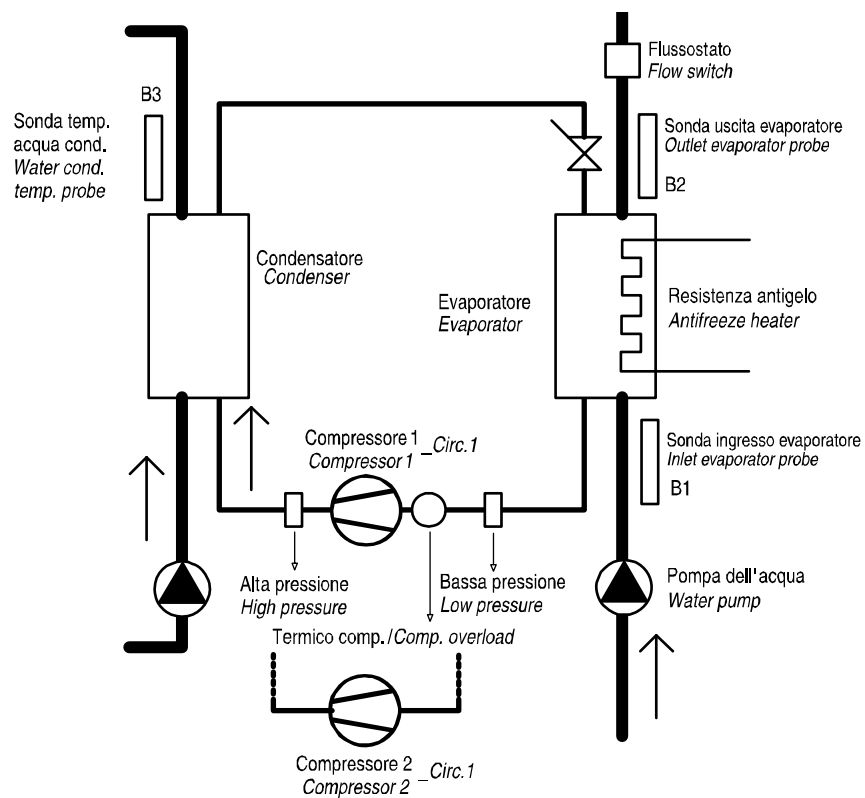 Flussostato
Flow switch
B3
Sonda temp.
acqua cond.
Water cond.
temp. probe
Sonda uscita evaporatore
Outlet evaporator probe
B2
Condensatore
Condenser
Evaporatore
Evaporator
Resistenza antigelo
Antifreeze heater
Compressore 1 _Circ.1
Compressor 1
Sonda ingresso evaporatore
Inlet evaporator probe
B1
Alta pressione
High pressure
Bassa pressione
Low pressure
Pompa dell'acqua
Water pump
Termico comp./Comp. overload
Compressore 2 _Circ.1
Compressor 2